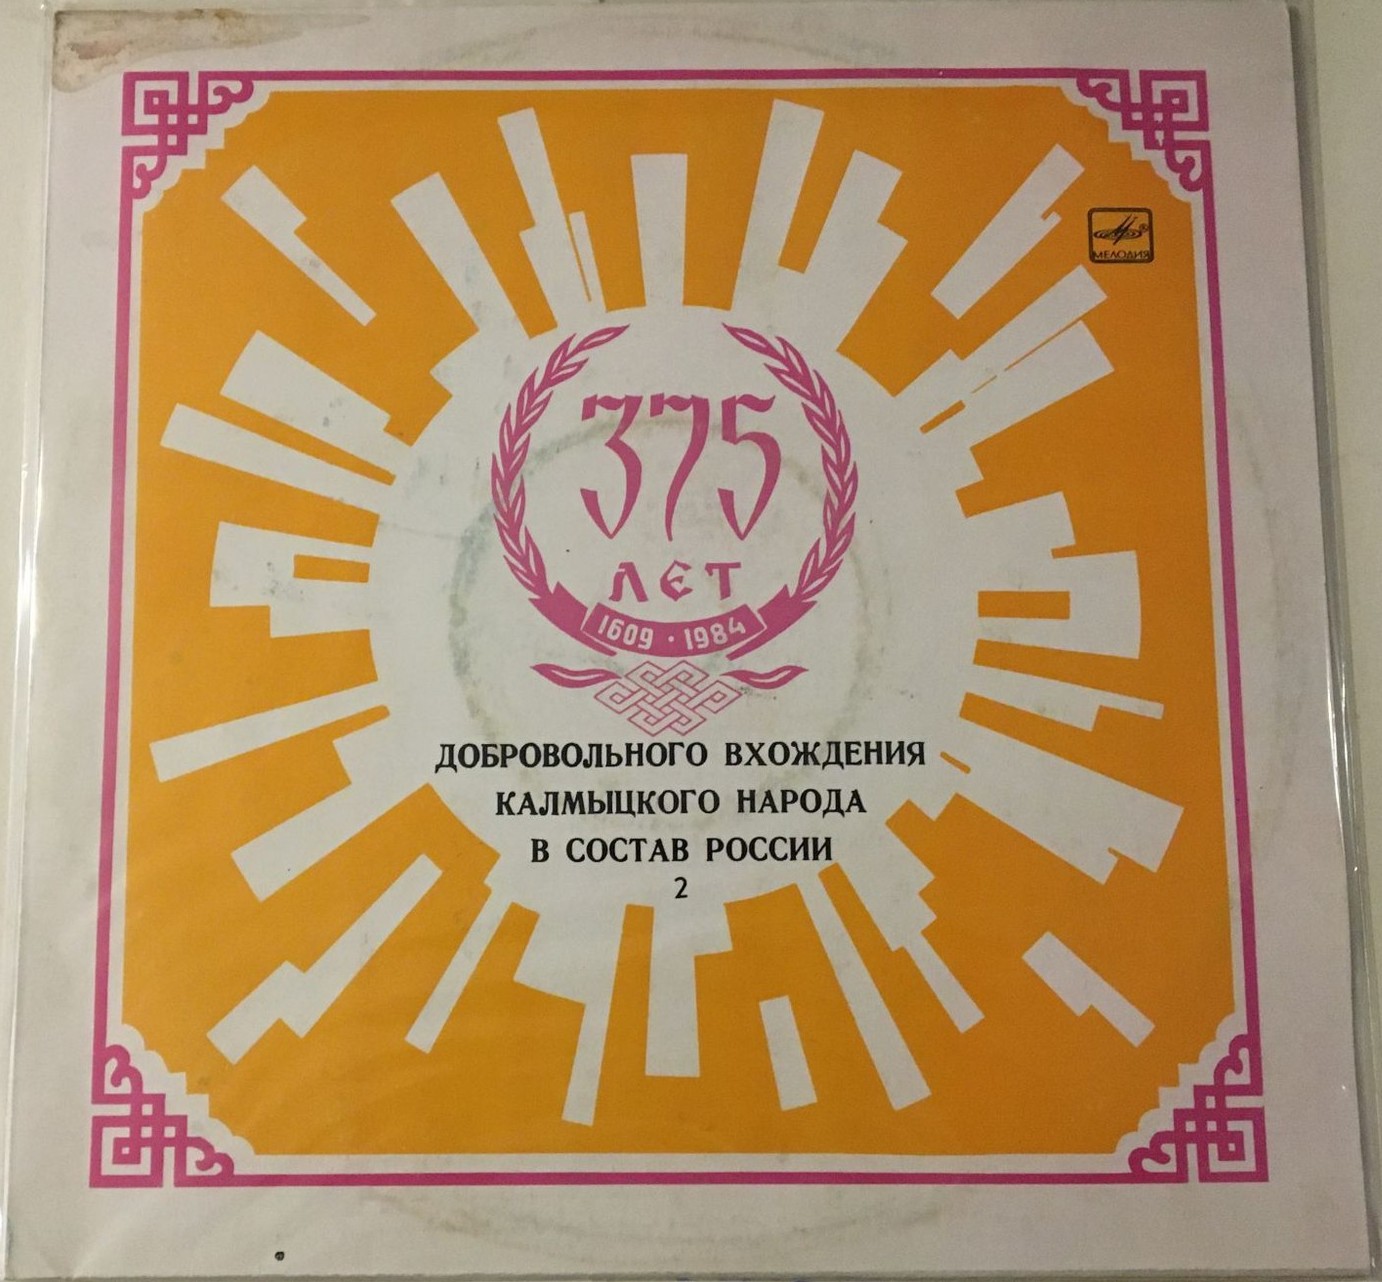 МЕЛОДИЯ
375
ЛЕТ
1609 · 1984
ДОБРОВОЛЬНОГО ВХОЖДЕНИЯ
КАЛМЫЦКОГО НАРОДА
В СОСТАВ РОССИИ
2